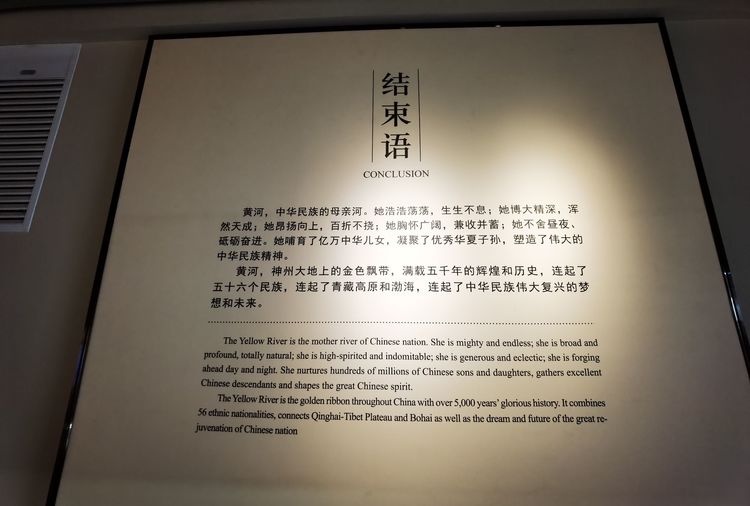 结束语
CONCLUSION
黄河，中华民族的母亲河。她浩浩荡荡，生生不息；她博大精深，浑
然天成；她昂扬向上，百折不挠；她胸怀广阔，兼收并蓄；她不舍昼夜、
砥砺奋进。她哺育了亿万中华儿女，凝聚了优秀华夏子孙，塑造了伟大的
中华民族精神。
黄河，神州大地上的金色飘带，满载五千年的辉煌和历史，连起了
五十六个民族，连起了青藏高原和渤海，连起了中华民族伟大复兴的梦
想和未来。
The Yellow River is the mother river of Chinese nation. She is mighty and endless; she is broad and
profound, totally natural; she is high-spirited and indomitable; she is generous and eclectic; she is forging
ahead day and night. She nurtures hundreds of millions of Chinese sons and daughters, gathers excellent
Chinese descendants and shapes the great Chinese spirit.
The Yellow River is the golden ribbon throughout China with over 5,000 years' glorious history. It combines
56 ethnic nationalities, connects Qinghai-Tibet Plateau and Bohai as well as the dream and future of the great re-
juvenation of Chinese nation